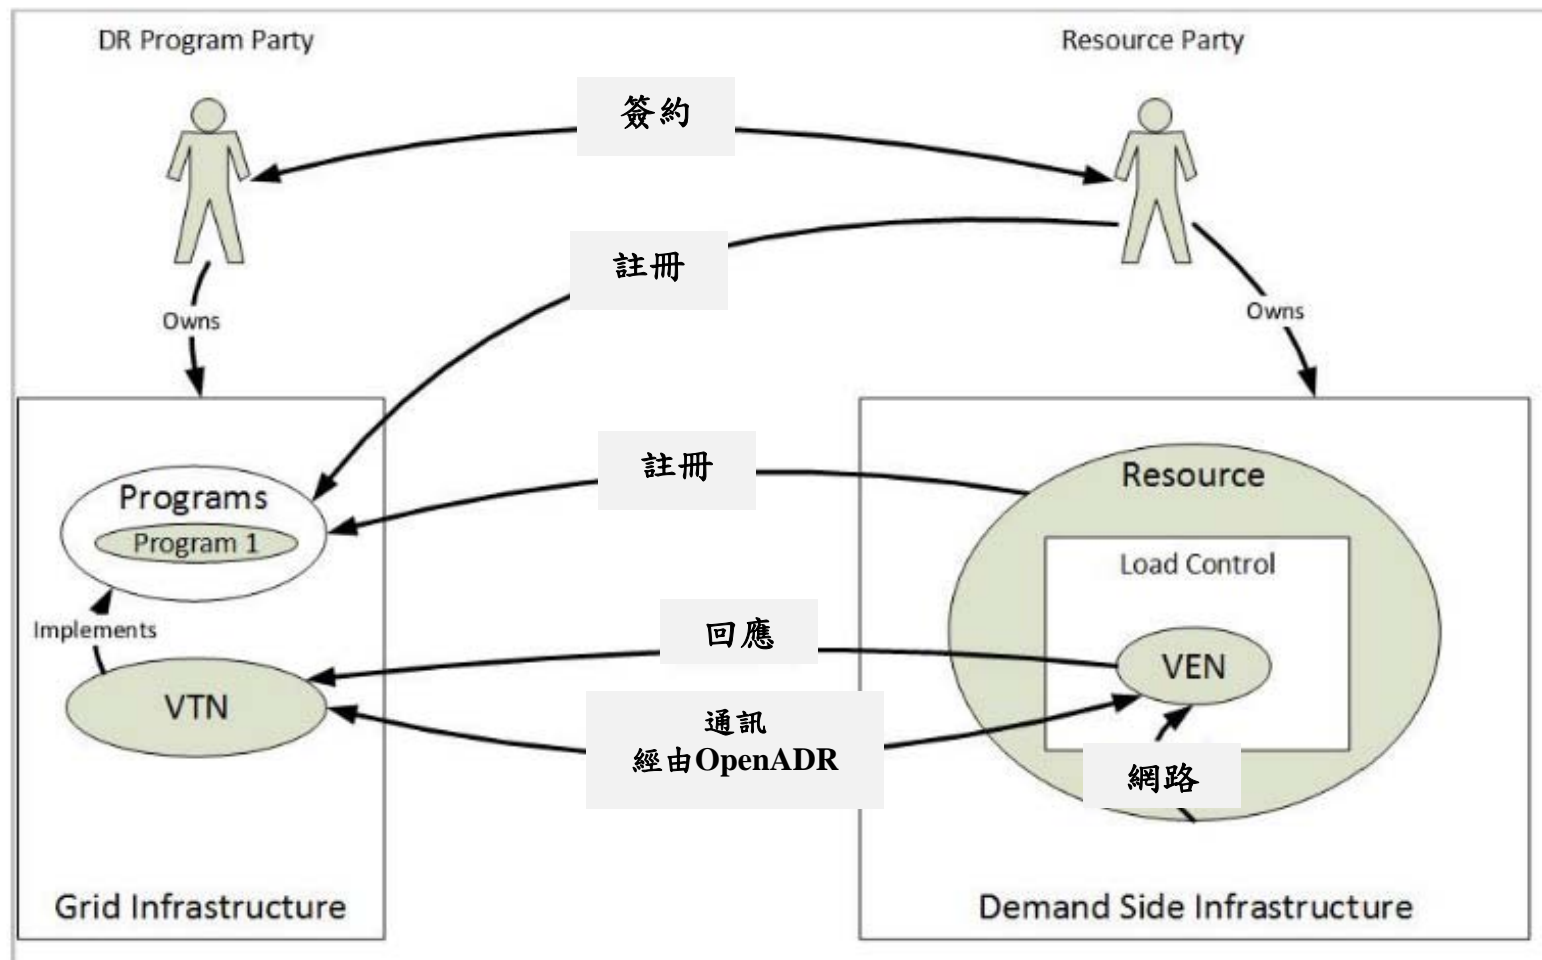 DR Program Party
Resource Party
簽約
註冊
Owns
Owns
註冊
Programs
Program 1
Resource
Load Control
Implements
回應
VEN
VTN
通訊
經由OpenADR
網路
Grid Infrastructure
Demand Side Infrastructure